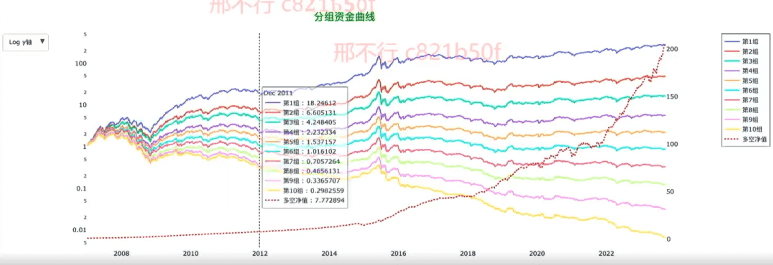 邢不行 c821b50f
分组资金曲线
邢不行 c821b50f
Log y轴
5
2
100
5
2
10
5
2
1
5
2
0.1
5
2
0.01
5
200
150
100
50
0
2008
2010
2012
2014
2016
2018
2020
2022
Dec 2011
第1组：18.24612
第2组：6.605131
第3组：4.248405
第4组：2.232334
第5组：1.537157
第6组：1.016102
第7组：0.7057264
第8组：0.4656131
第9组：0.3365707
第10组：0.2982559
多空净值：7.772894
第1组
第2组
第3组
第4组
第5组
第6组
第7组
第8组
第9组
第10组
多空净值